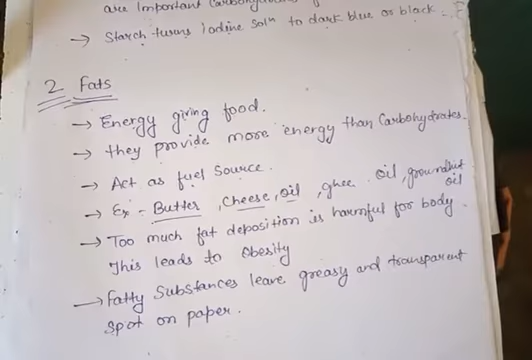 are Important Carbohydrates
→ Starch turns iodine solⁿ to dark blue or black.
2 Fats
→ Energy giving food.
→ they provide more energy than Carbohydrates.
→ Act as fuel source.
→ Ex - Butter, Cheese, oil, ghee. oil, groundnut
oil
→ Too much fat deposition is harmful for body.
This leads to Obesity
→ Fatty Substances leave greasy and transparent
spot on paper.